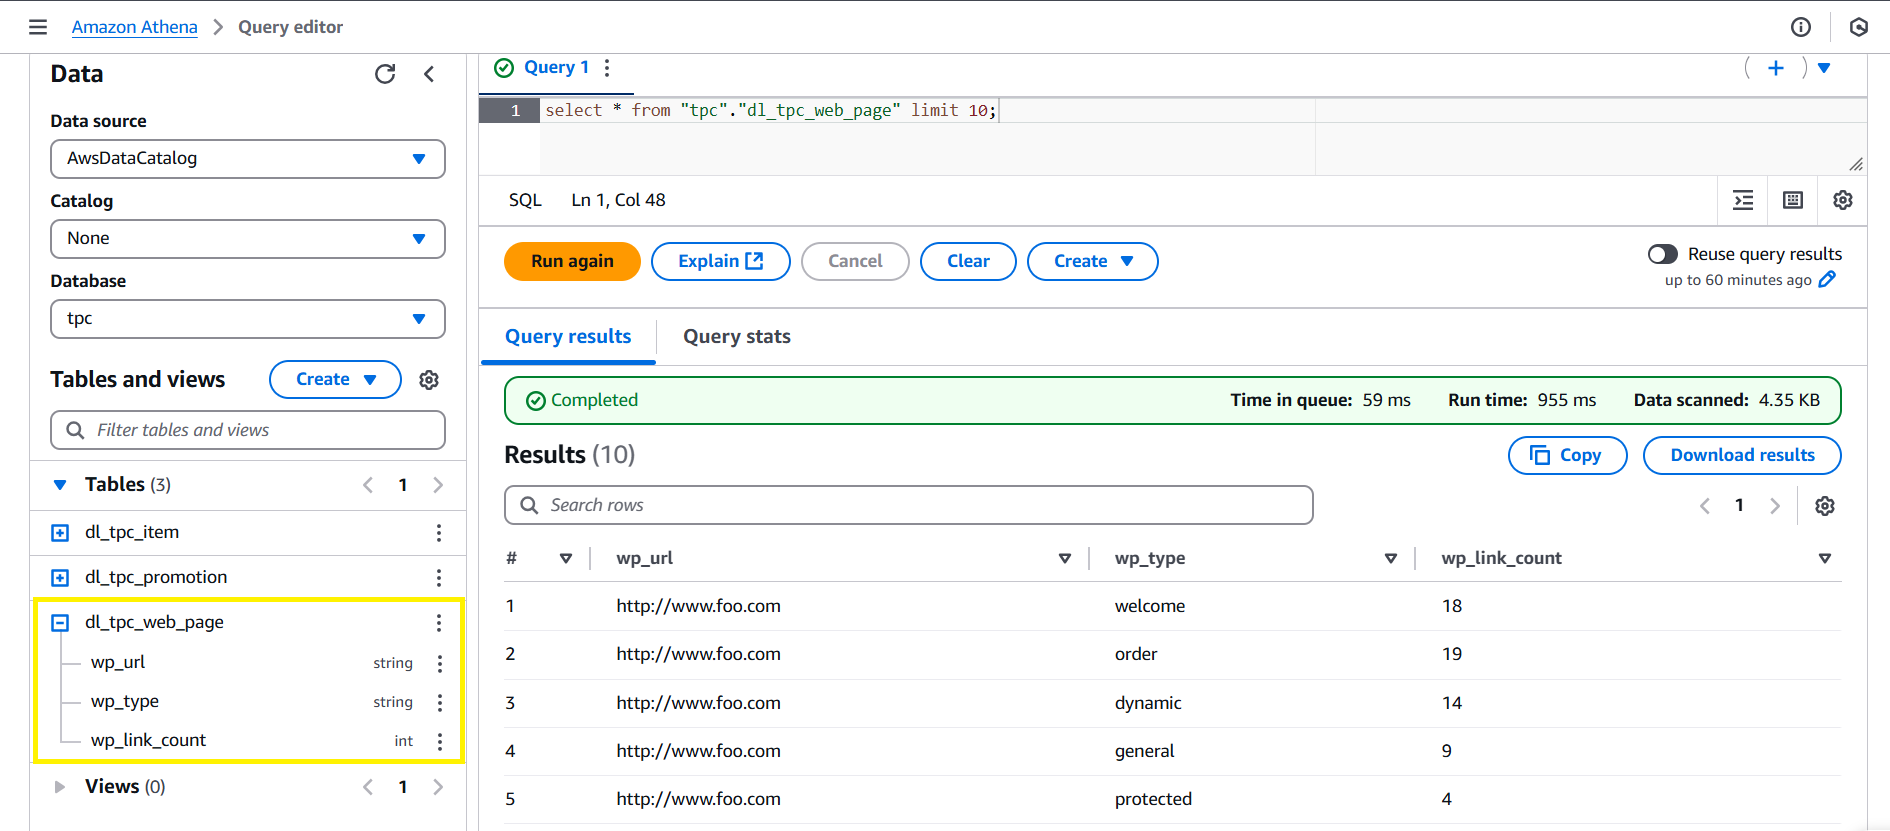 Amazon Athena > Query editor
Data
Data source
AwsDataCatalog
Catalog
None
Database
tpc
Tables and views
Create
Filter tables and views
Tables (3)
1
dl_tpc_item
dl_tpc_promotion
dl_tpc_web_page
wp_url string
wp_type string
wp_link_count int
Views (0)
1
Query 1
1 select * from "tpc"."dl_tpc_web_page" limit 10;
SQL Ln 1, Col 48
Run again
Explain
Cancel
Clear
Create
Reuse query results
up to 60 minutes ago
Query results
Query stats
Completed
Time in queue: 59 ms
Run time: 955 ms
Data scanned: 4.35 KB
Results (10)
Copy
Download results
Search rows
1
# wp_url wp_type wp_link_count
1 http://www.foo.com welcome 18
2 http://www.foo.com order 19
3 http://www.foo.com dynamic 14
4 http://www.foo.com general 9
5 http://www.foo.com protected 4